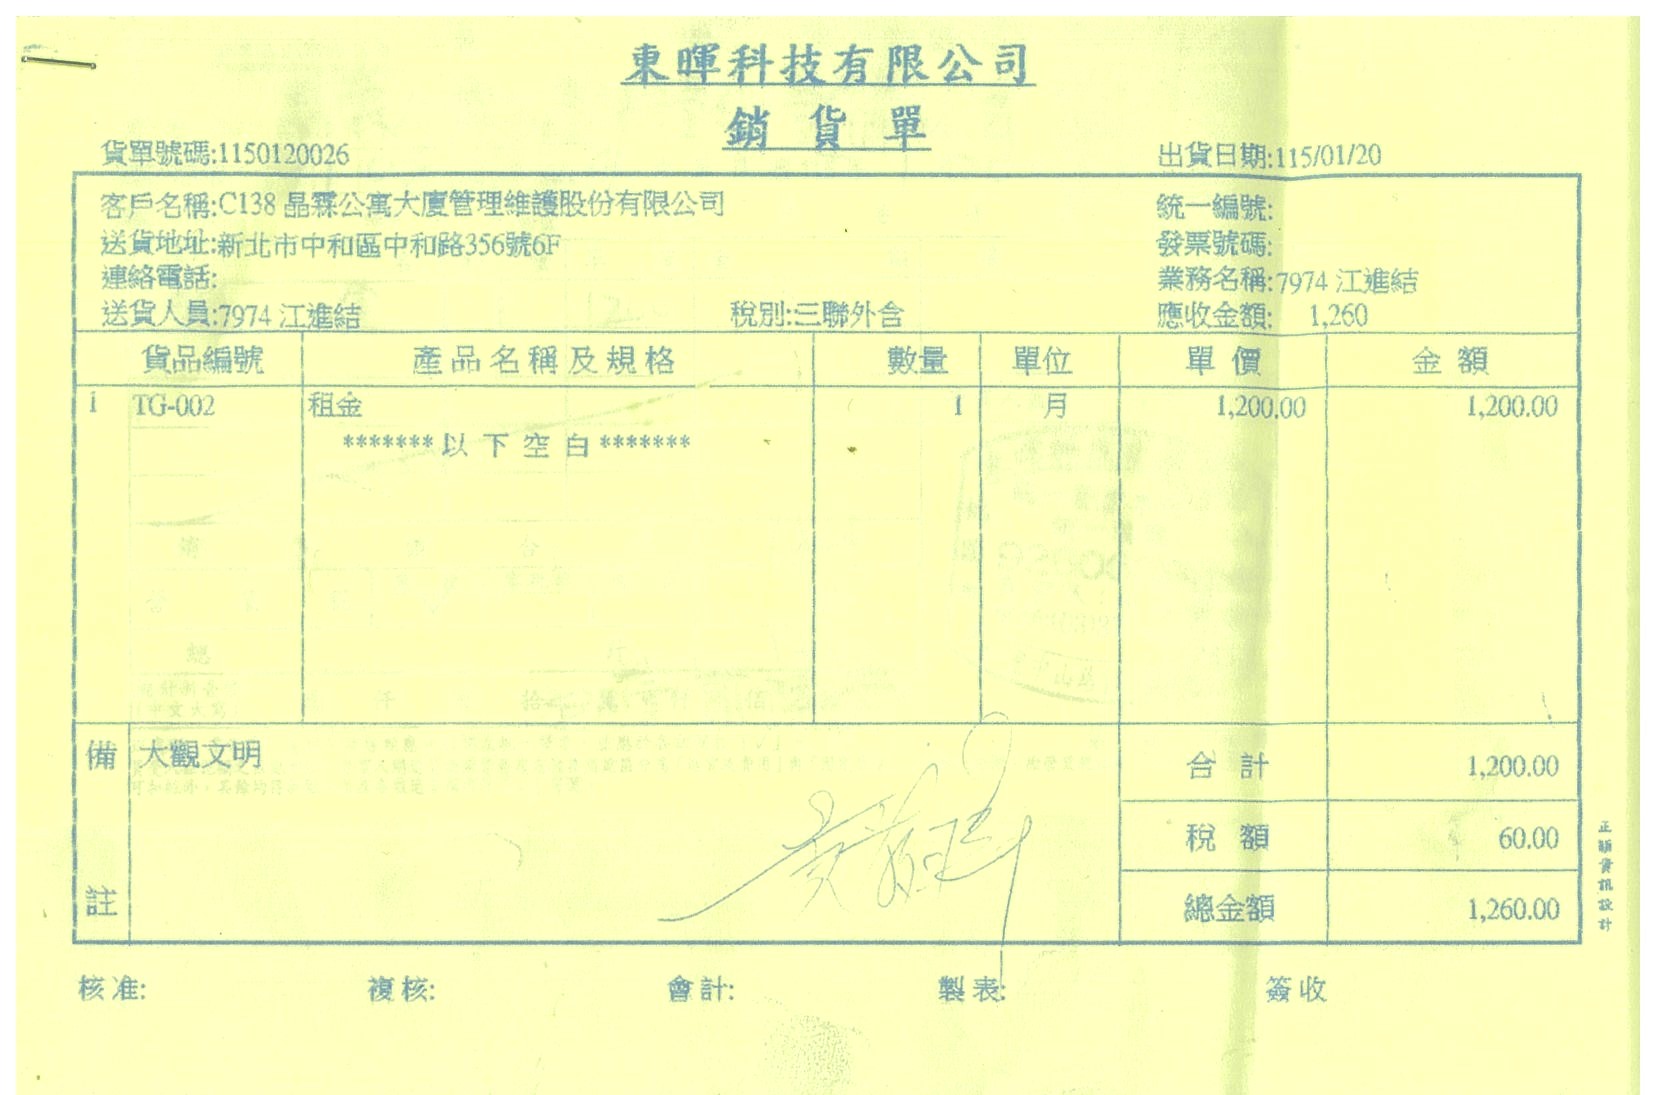 東暉科技有限公司
銷貨單
貨單號碼:1150120026 出貨日期:115/01/20
客戶名稱:C138 晶霖公寓大廈管理維護股份有限公司 統一編號:
送貨地址:新北市中和區中和路356號6F 發票號碼:
連絡電話: 業務名稱:7974 江進結
送貨人員:7974 江進結 稅別:三聯外含 應收金額: 1,260
貨品編號 產品名稱及規格 數量 單位 單價 金額
1 TG-002 租金 1 月 1,200.00 1,200.00
*******以下空白*******
備註 大觀文明 合計 1,200.00
稅額 60.00
總金額 1,260.00
核准: 複核: 會計: 製表: 簽收